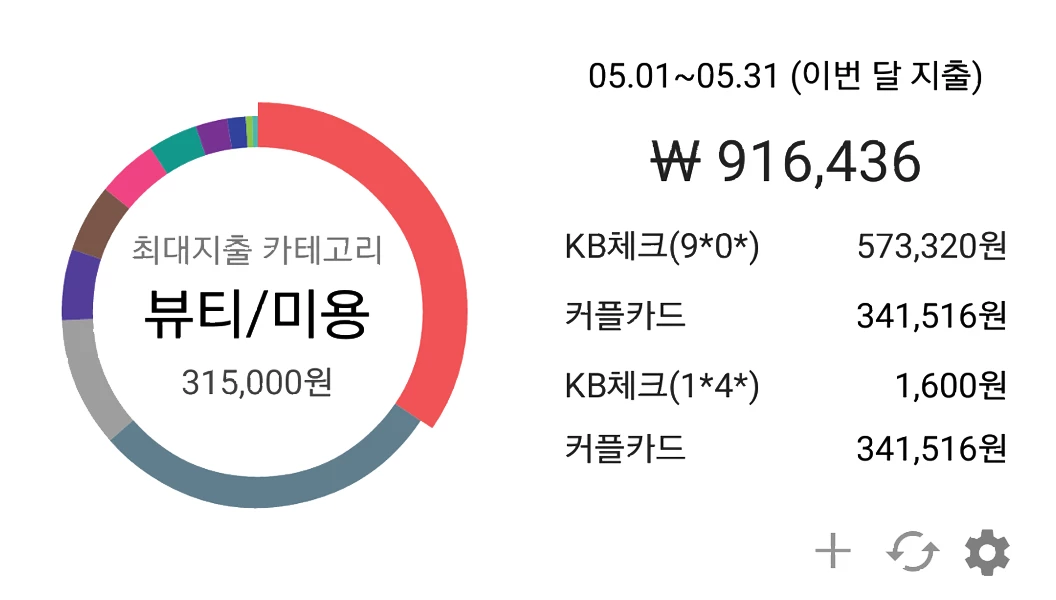 05.01~05.31 (이번 달 지출)
₩ 916,436
최대지출 카테고리
뷰티/미용
315,000원
KB체크(9*0*) 573,320원
커플카드 341,516원
KB체크(1*4*) 1,600원
커플카드 341,516원